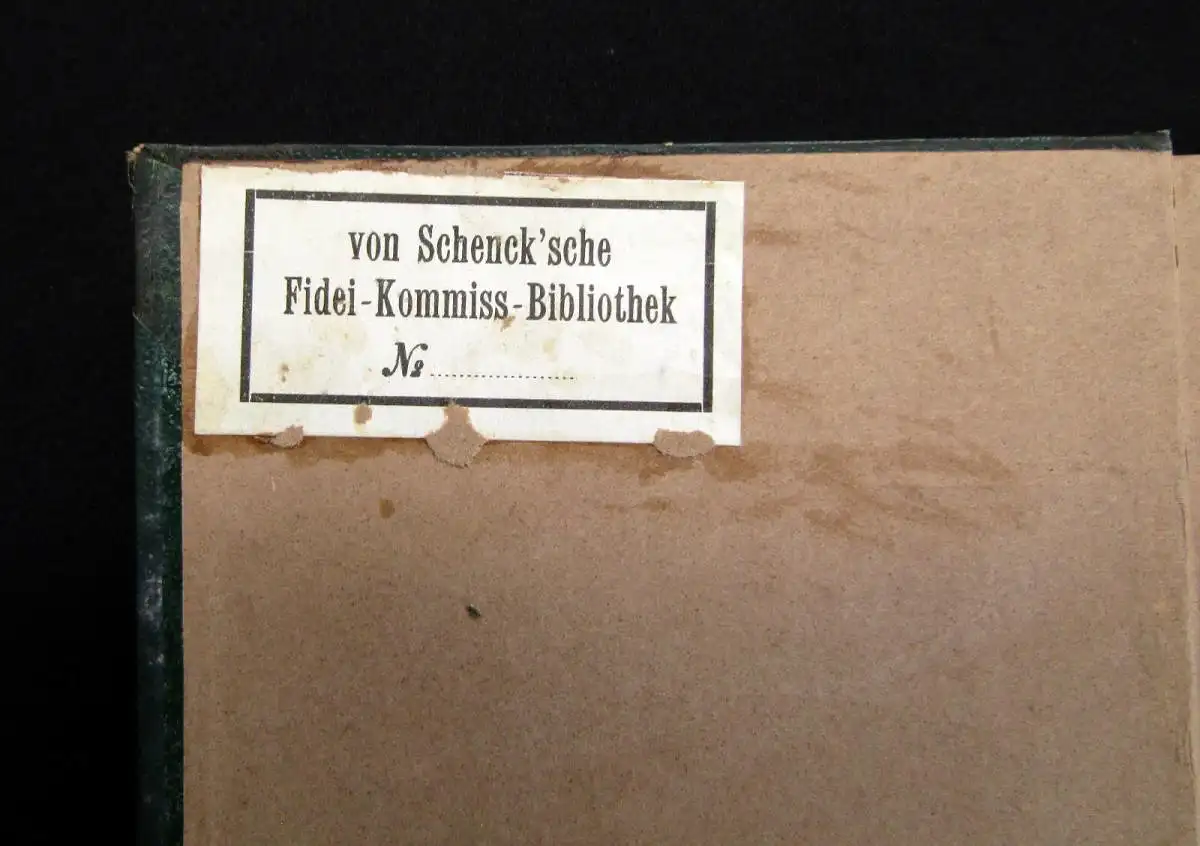 von Schenck'sche
Fidei-Kommiss-Bibliothek
№ ....................